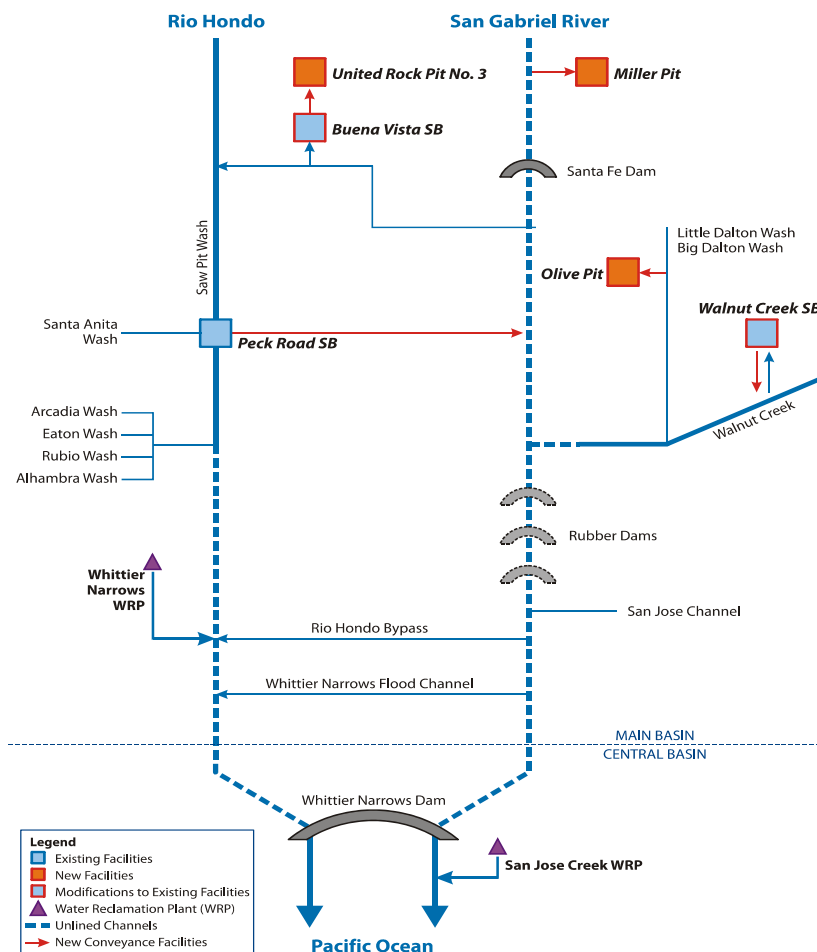 Rio Hondo
San Gabriel River
United Rock Pit No. 3
Miller Pit
Buena Vista SB
Santa Fe Dam
Saw Pit Wash
Little Dalton Wash
Big Dalton Wash
Olive Pit
Walnut Creek SB
Santa Anita
Wash
Peck Road SB
Walnut Creek
Arcadia Wash
Eaton Wash
Rubio Wash
Alhambra Wash
Rubber Dams
Whittier
Narrows
WRP
San Jose Channel
Rio Hondo Bypass
Whittier Narrows Flood Channel
MAIN BASIN
CENTRAL BASIN
Whittier Narrows Dam
San Jose Creek WRP
Legend
Existing Facilities
New Facilities
Modifications to Existing Facilities
Water Reclamation Plant (WRP)
Unlined Channels
New Conveyance Facilities
Pacific Ocean